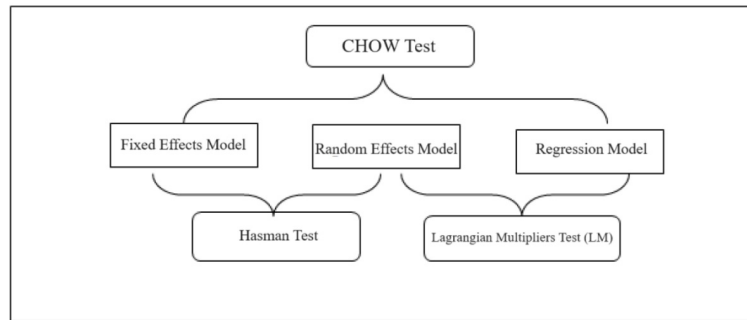 CHOW Test
Fixed Effects Model
Random Effects Model
Regression Model
Hasman Test
Lagrangian Multipliers Test (LM)